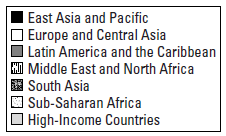 East Asia and Pacific
Europe and Central Asia
Latin America and the Caribbean
Middle East and North Africa
South Asia
Sub-Saharan Africa
High-Income Countries